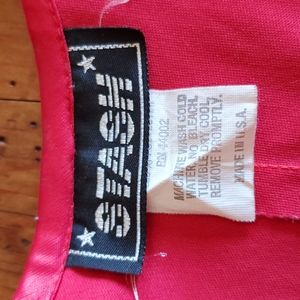 STASH
RN 44002
MACHINE WASH COLD
WATER. NO BLEACH.
TUMBLE DRY COOL
REMOVE PROMPTLY.
MADE IN U.S.A.